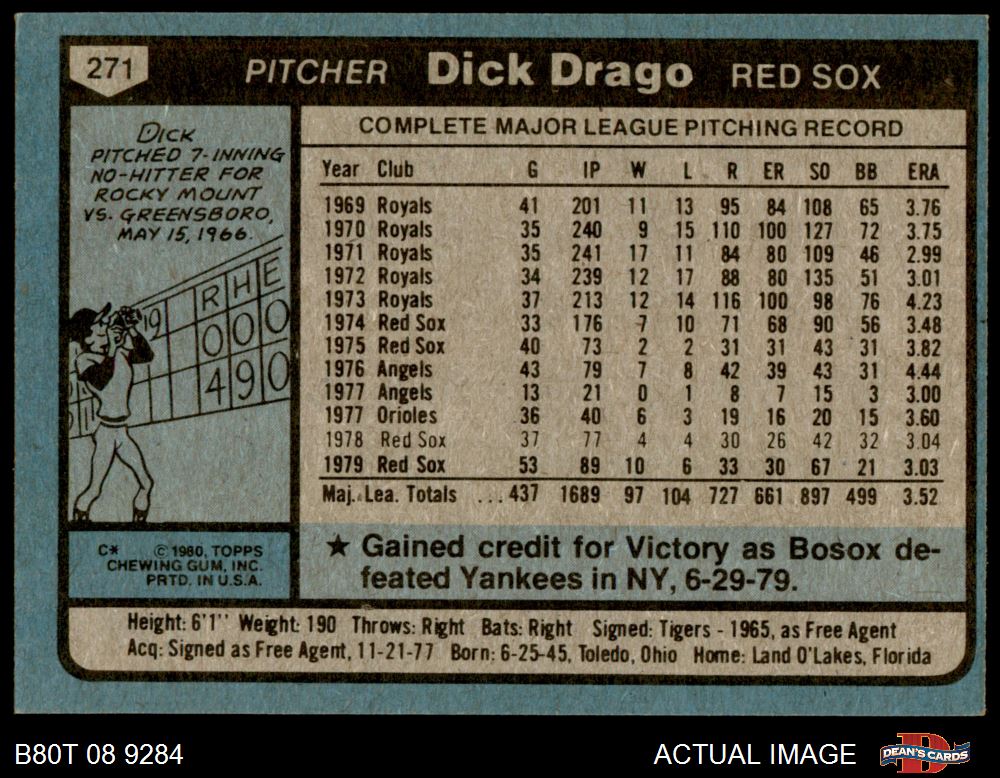 271 PITCHER Dick Drago RED SOX
DICK
PITCHED 7-INNING
NO-HITTER FOR
ROCKY MOUNT
VS. GREENSBORO,
MAY 15, 1966.
R H E
19 0 0 0
4 9 0
COMPLETE MAJOR LEAGUE PITCHING RECORD
Year Club G IP W L R ER SO BB ERA
1969 Royals 41 201 11 13 95 84 108 65 3.76
1970 Royals 35 240 9 15 110 100 127 72 3.75
1971 Royals 35 241 17 11 84 80 109 46 2.99
1972 Royals 34 239 12 17 88 80 135 51 3.01
1973 Royals 37 213 12 14 116 100 98 76 4.23
1974 Red Sox 33 176 7 10 71 68 90 56 3.48
1975 Red Sox 40 73 2 2 31 31 43 31 3.82
1976 Angels 43 79 7 8 42 39 43 31 4.44
1977 Angels 13 21 0 1 8 7 15 3 3.00
1977 Orioles 36 40 6 3 19 16 20 15 3.60
1978 Red Sox 37 77 4 4 30 26 42 32 3.04
1979 Red Sox 53 89 10 6 33 30 67 21 3.03
Maj. Lea. Totals ... 437 1689 97 104 727 661 897 499 3.52
C* © 1980, TOPPS
CHEWING GUM, INC.
PRTD. IN U.S.A.
★ Gained credit for Victory as Bosox de-
feated Yankees in NY, 6-29-79.
Height: 6'1" Weight: 190 Throws: Right Bats: Right Signed: Tigers - 1965, as Free Agent
Acq: Signed as Free Agent, 11-21-77 Born: 6-25-45, Toledo, Ohio Home: Land O'Lakes, Florida
B80T 08 9284 ACTUAL IMAGE DEAN'S CARDS